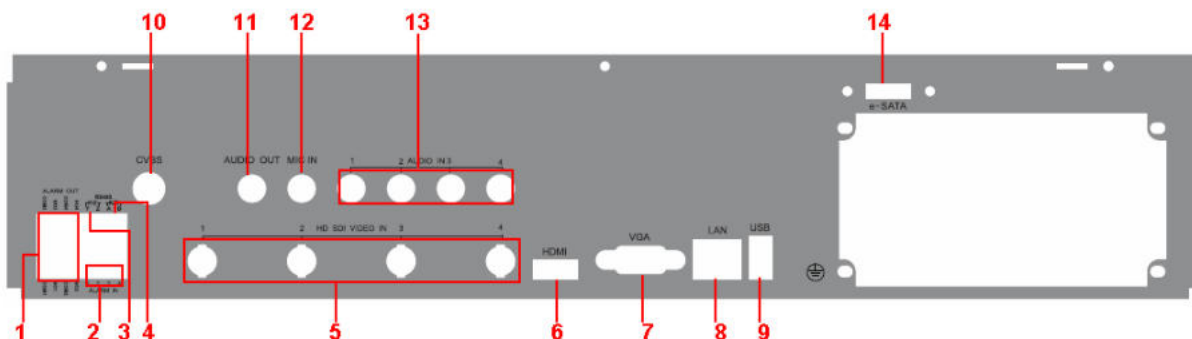 10 11 12 13 14
e-SATA
CVBS AUDIO OUT MIC IN 1 2 AUDIO IN 3 4
ALARM OUT
1 2 HD SDI VIDEO IN 3 4
HDMI VGA LAN USB
ALARM IN
1 2 3 4 5 6 7 8 9